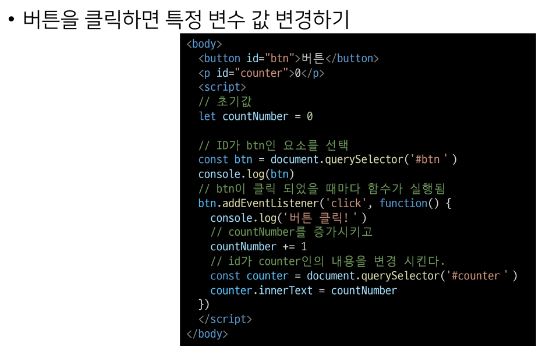 • 버튼을 클릭하면 특정 변수 값 변경하기
<body>
<button id="btn">버튼</button>
<p id="counter">0</p>
<script>
// 초기값
let countNumber = 0
// ID가 btn인 요소를 선택
const btn = document.querySelector('#btn')
console.log(btn)
// btn이 클릭 되었을 때마다 함수가 실행됨
btn.addEventListener('click', function() {
console.log('버튼 클릭!')
// countNumber를 증가시키고
countNumber += 1
// id가 counter인의 내용을 변경 시킨다.
const counter = document.querySelector('#counter')
counter.innerText = countNumber
})
</script>
</body>